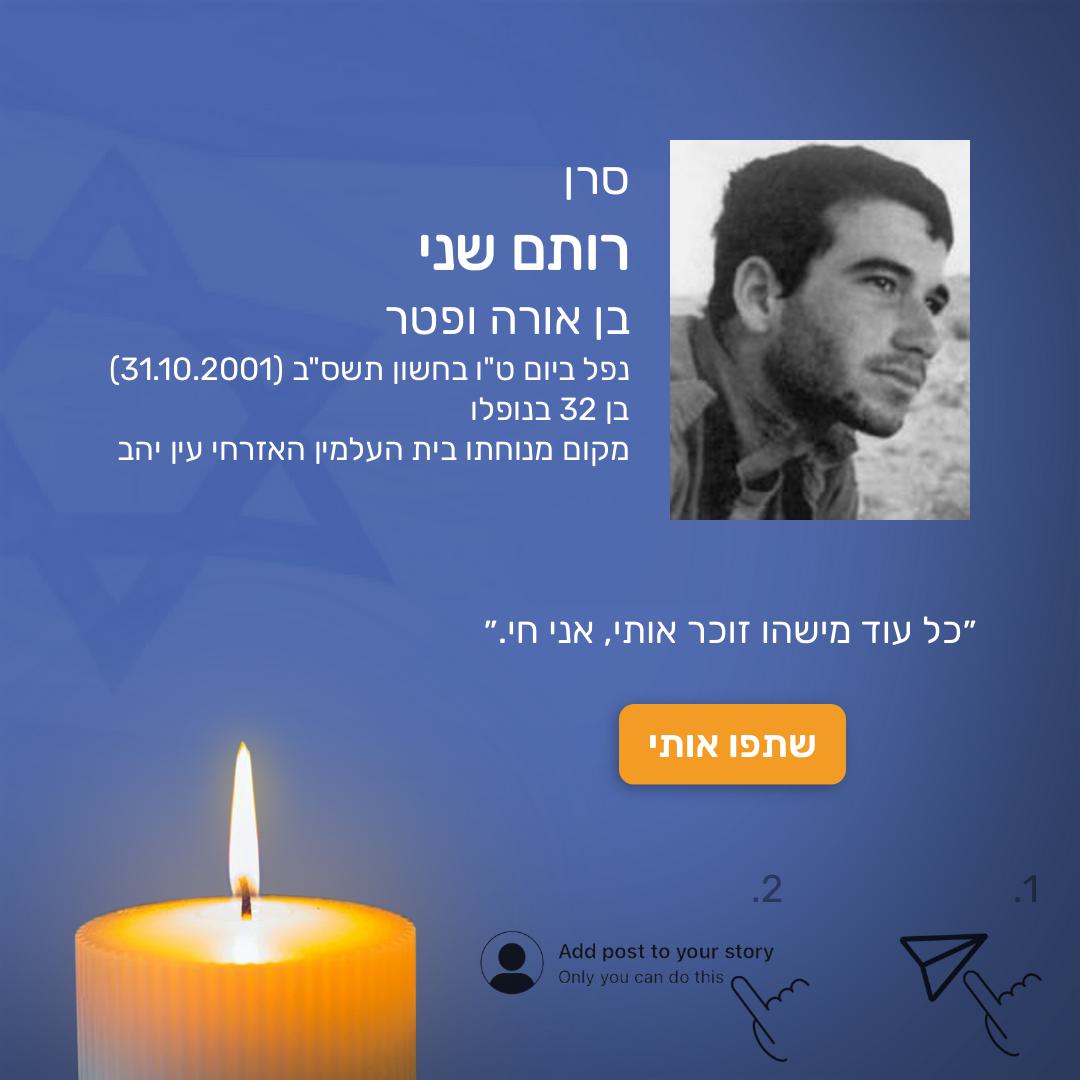 סרן
רותם שני
בן אורה ופטר
נפל ביום ט"ו בחשון תשס"ב (31.10.2001)
בן 32 בנופלו
מקום מנוחתו בית העלמין האזרחי עין יהב
״כל עוד מישהו זוכר אותי, אני חי.״
שתפו אותי
.1
.2
Add post to your story
Only you can do this